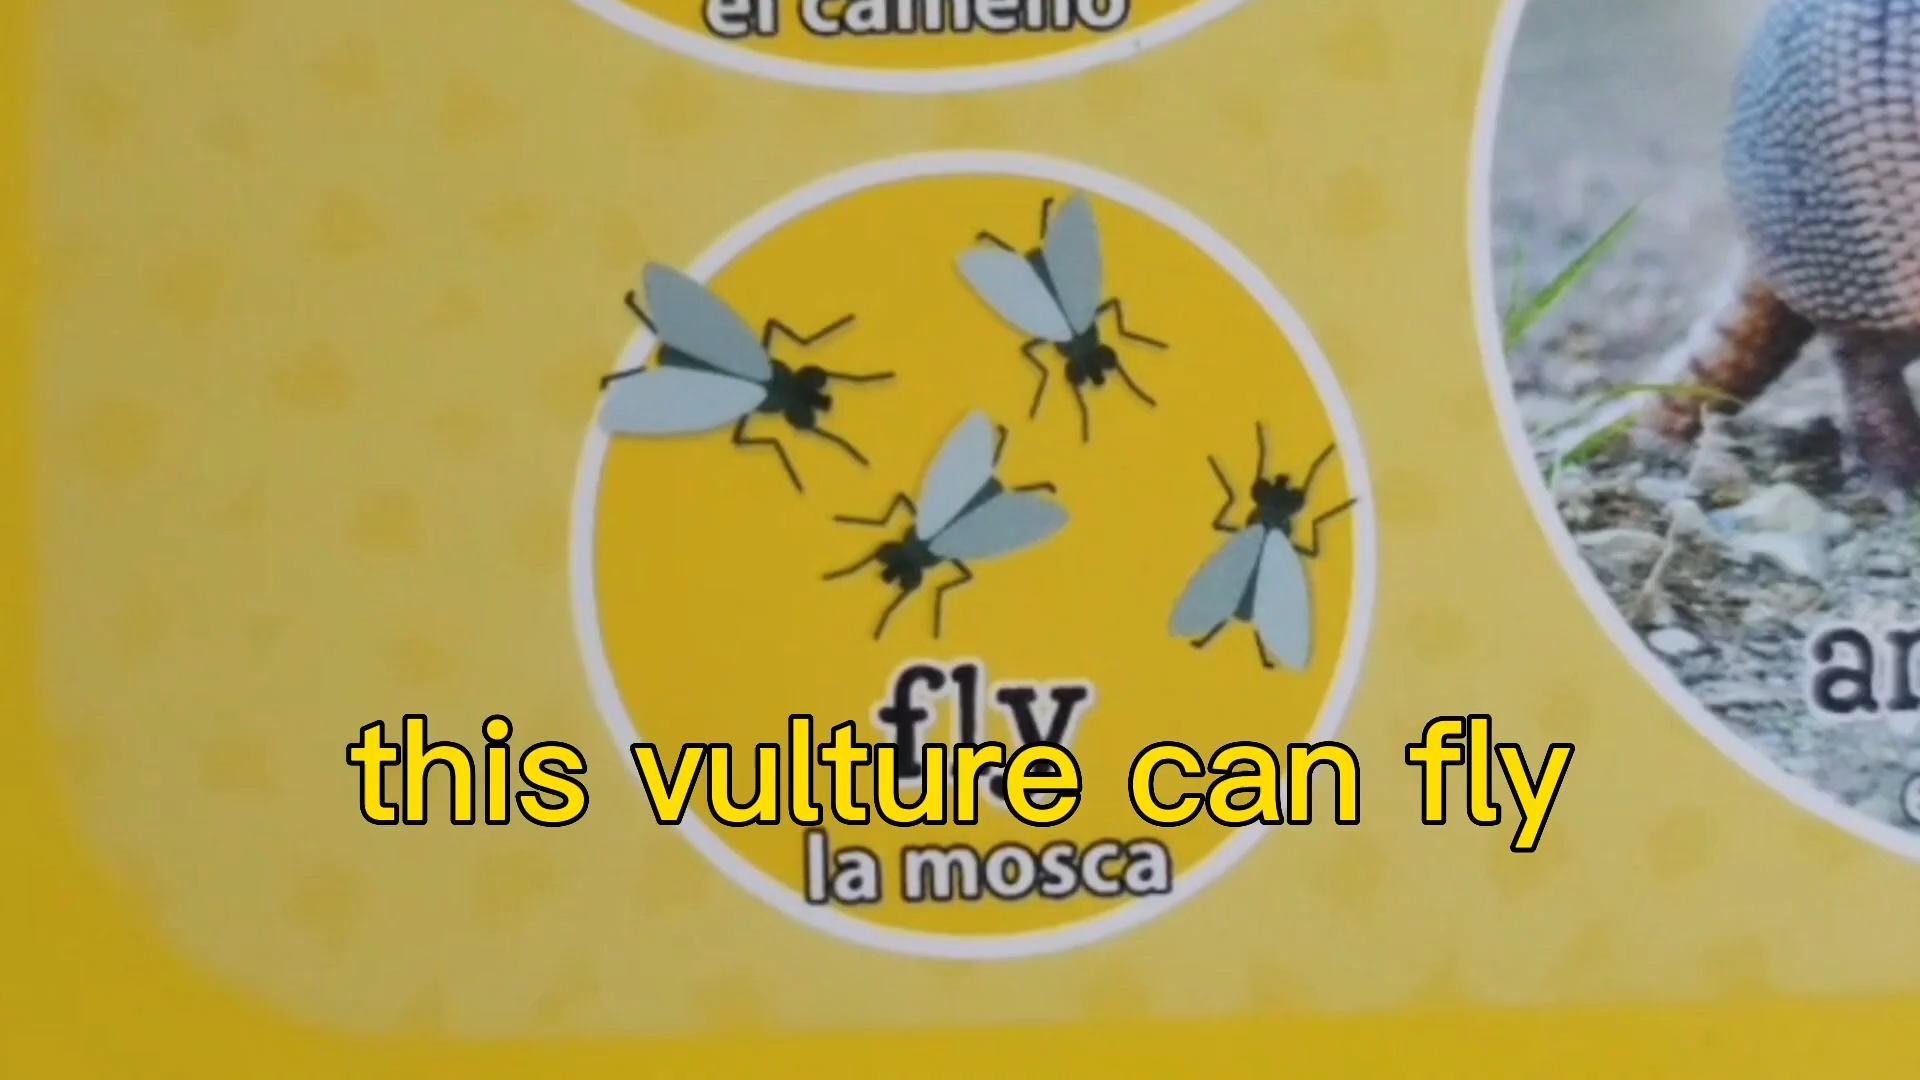 el camello
fly
this vulture can fly
la mosca